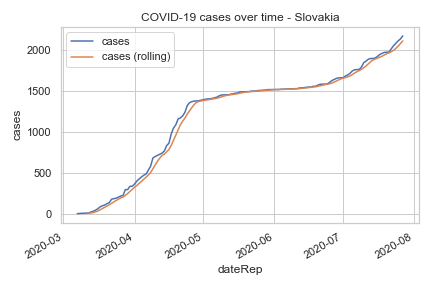 COVID-19 cases over time - Slovakia
cases
cases (rolling)
cases
2000
1500
1000
500
0
2020-03
2020-04
2020-05
2020-06
2020-07
2020-08
dateRep